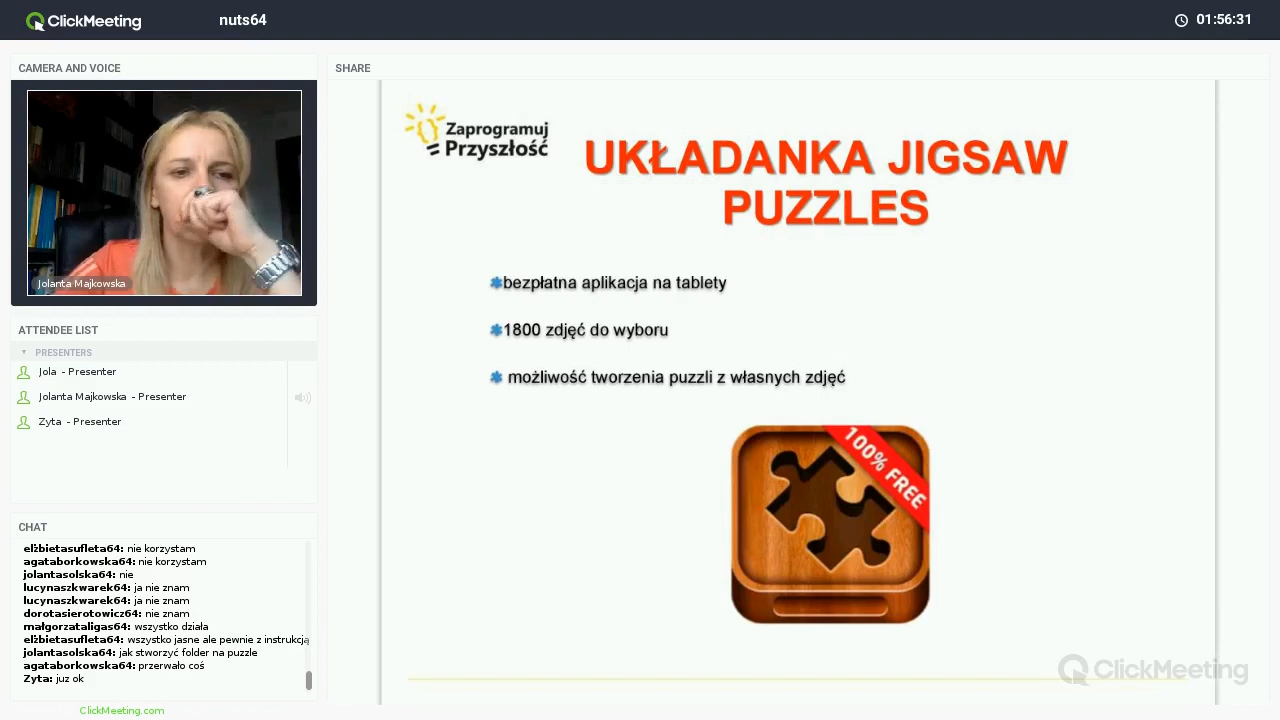 ClickMeeting
nuts64
01:56:31
CAMERA AND VOICE
Jolanta Majkowska
ATTENDEE LIST
PRESENTERS
Jola - Presenter
Jolanta Majkowska - Presenter
Zyta - Presenter
CHAT
elżbietasufleta64: nie korzystam
agataborkowska64: nie korzystam
jolantasolska64: nie
lucynaszkwarek64: ja nie znam
lucynaszkwarek64: ja nie znam
dorotasierotowicz64: nie znam
małgorzataligas64: wszystko działa
elżbietasufleta64: wszystko jasne ale pewnie z instrukcją
jolantasolska64: jak stworzyć folder na puzzle
agataborkowska64: przerwało coś
Zyta: juz ok
ClickMeeting.com
SHARE
Zaprogramuj
Przyszłość
UKŁADANKA JIGSAW
PUZZLES
bezpłatna aplikacja na tablety
1800 zdjęć do wyboru
możliwość tworzenia puzzli z własnych zdjęć
100% FREE
ClickMeeting